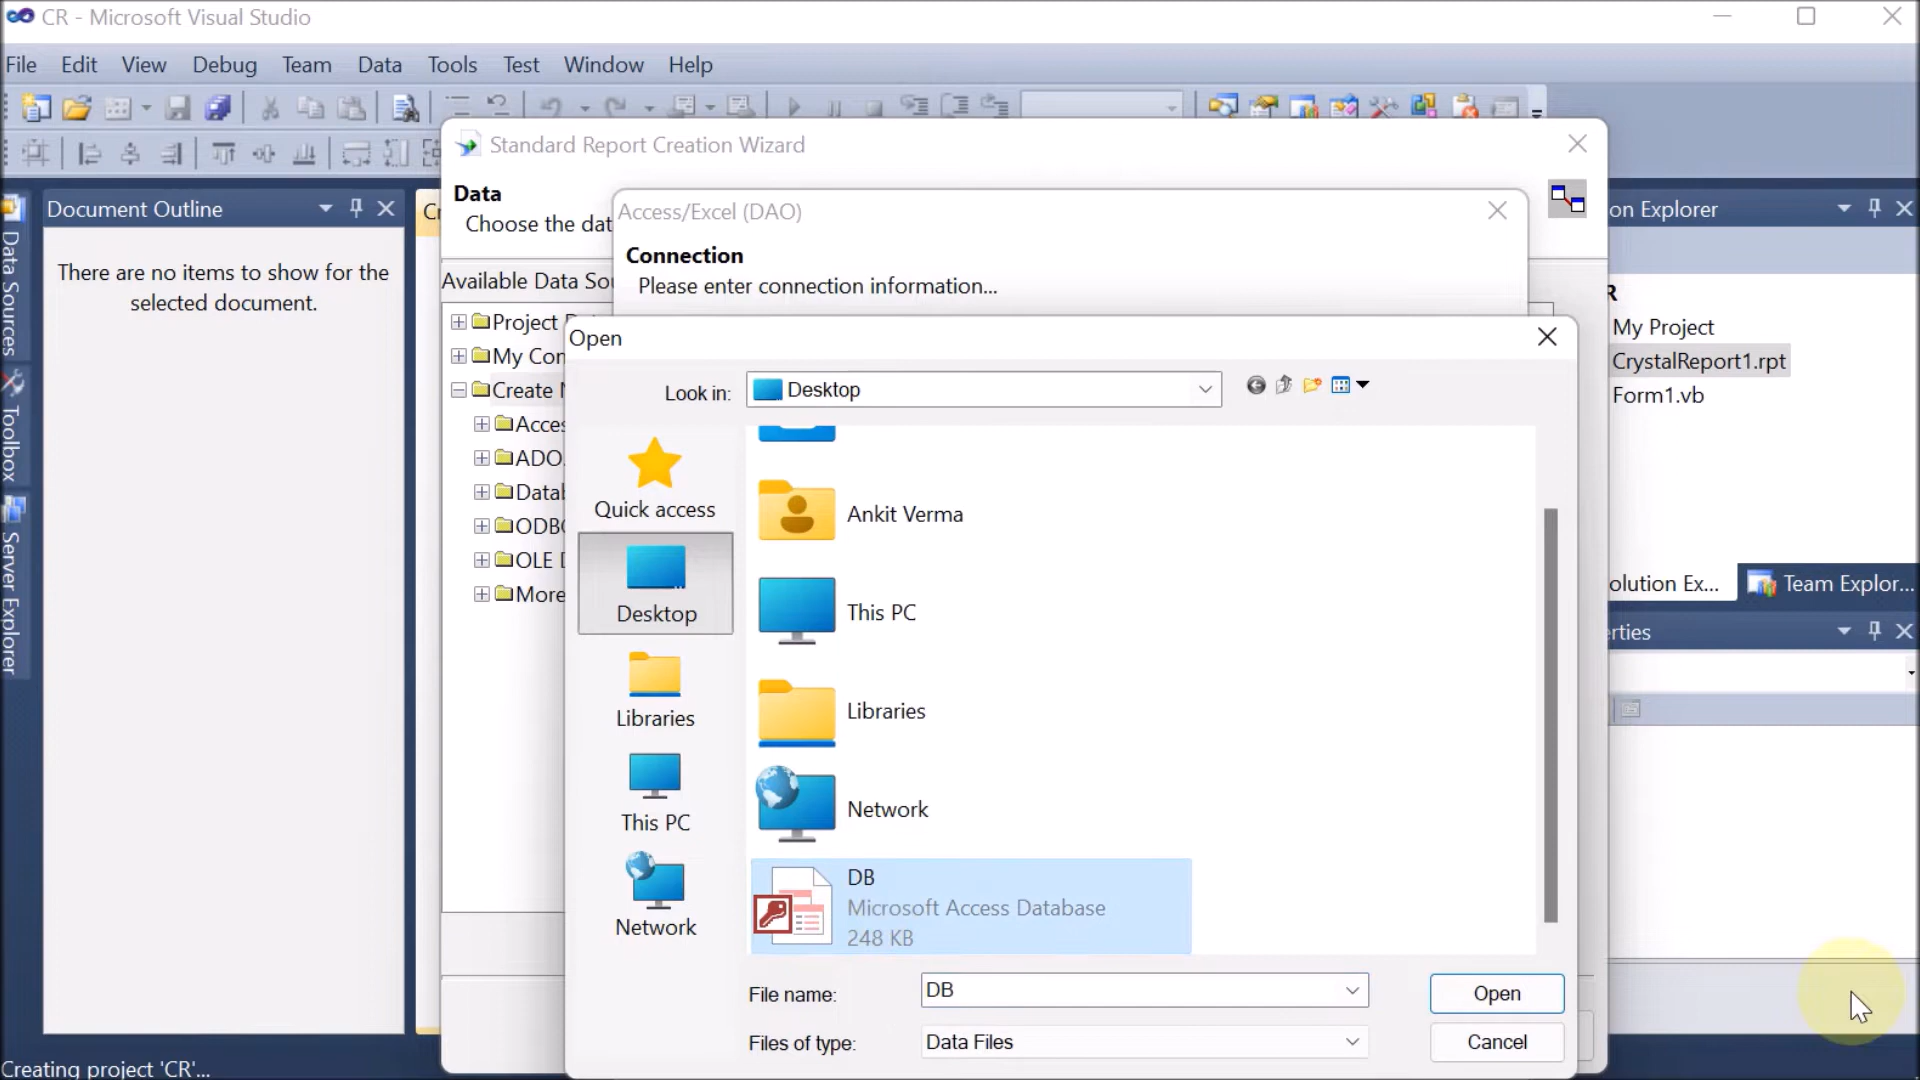 CR - Microsoft Visual Studio
File Edit View Debug Team Data Tools Test Window Help
Standard Report Creation Wizard
Data
Choose the dat
Access/Excel (DAO)
Connection
Please enter connection information...
Document Outline
There are no items to show for the
selected document.
Data Sources
Toolbox
Server Explorer
Available Data Sou
Project
My Con
Create
Acces
ADO.
Datab
ODBC
OLE
More
Open
Look in:
Desktop
Quick access
Desktop
Libraries
This PC
Network
Ankit Verma
This PC
Libraries
Network
DB
Microsoft Access Database
248 KB
File name:
DB
Open
Files of type:
Data Files
Cancel
on Explorer
R
My Project
CrystalReport1.rpt
Form1.vb
olution Ex...
Team Explor...
erties
Creating project 'CR'...